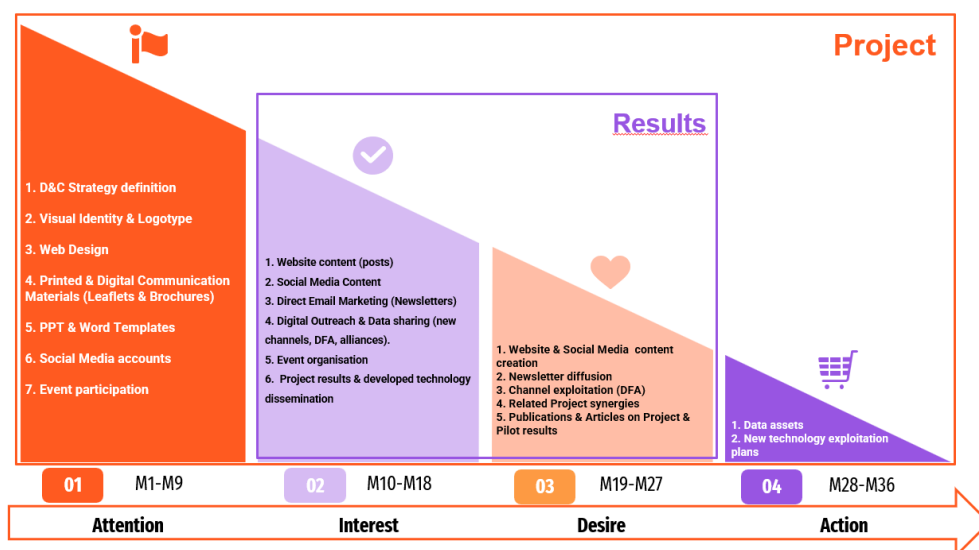 Project
Results
1. D&C Strategy definition
2. Visual Identity & Logotype
3. Web Design
4. Printed & Digital Communication
Materials (Leaflets & Brochures)
5. PPT & Word Templates
6. Social Media accounts
7. Event participation
1. Website content (posts)
2. Social Media Content
3. Direct Email Marketing (Newsletters)
4. Digital Outreach & Data sharing (new
channels, DFA, alliances).
5. Event organisation
6. Project results & developed technology
dissemination
1. Website & Social Media content
creation
2. Newsletter diffusion
3. Channel exploitation (DFA)
4. Related Project synergies
5. Publications & Articles on Project &
Pilot results
1. Data assets
2. New technology exploitation
plans
01 M1-M9
02 M10-M18
03 M19-M27
04 M28-M36
Attention
Interest
Desire
Action